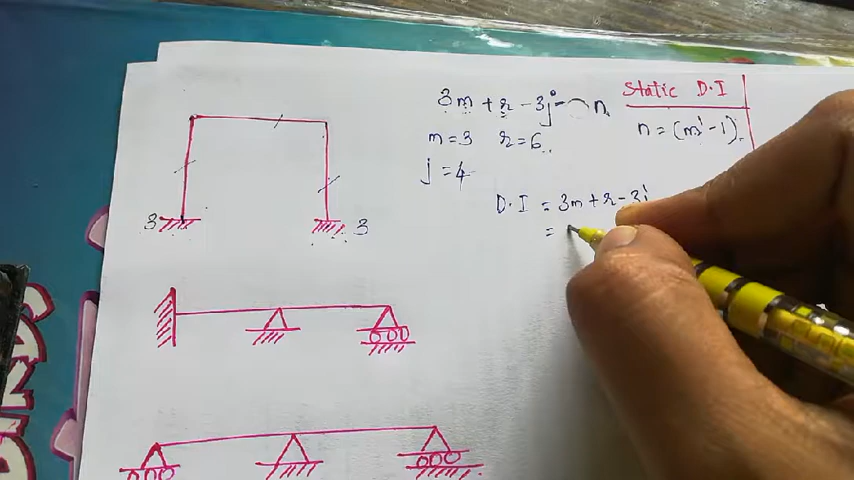 3m + r - 3j - n
Static D.I
n = (m' - 1)
m = 3 r = 6
j = 4
D.I = 3m + r - 3j
=
3 3